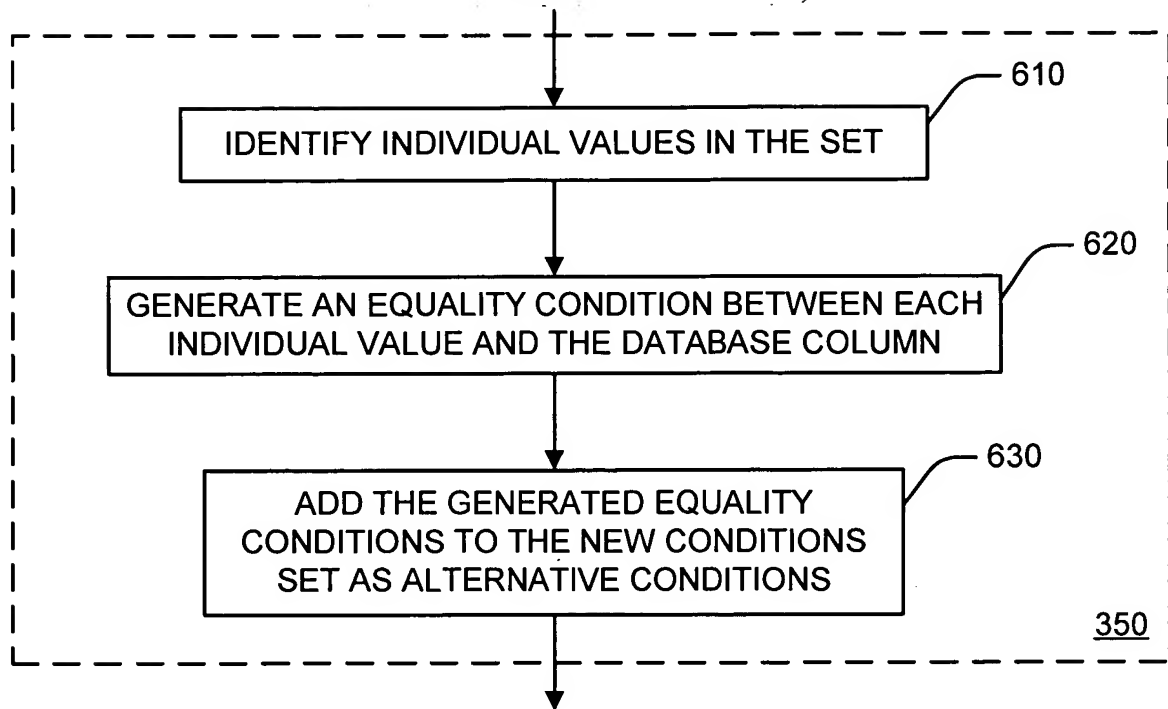 610
IDENTIFY INDIVIDUAL VALUES IN THE SET
620
GENERATE AN EQUALITY CONDITION BETWEEN EACH
INDIVIDUAL VALUE AND THE DATABASE COLUMN
630
ADD THE GENERATED EQUALITY
CONDITIONS TO THE NEW CONDITIONS
SET AS ALTERNATIVE CONDITIONS
350